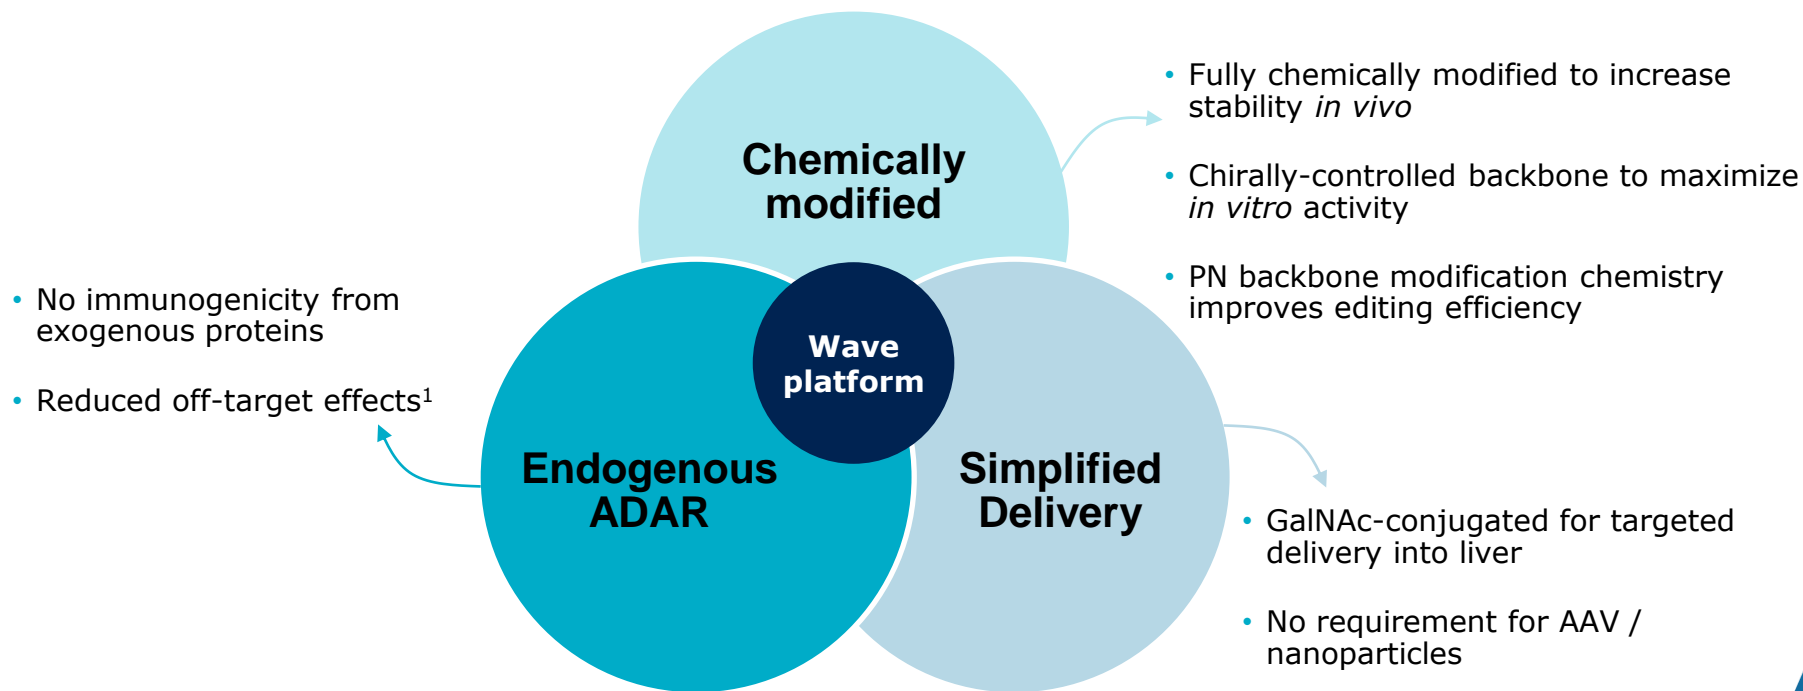 Chemically
modified
• Fully chemically modified to increase
stability in vivo
• Chirally-controlled backbone to maximize
in vitro activity
• PN backbone modification chemistry
improves editing efficiency
• No immunogenicity from
exogenous proteins
• Reduced off-target effects¹
Wave
platform
Endogenous
ADAR
Simplified
Delivery
• GalNAc-conjugated for targeted
delivery into liver
• No requirement for AAV /
nanoparticles